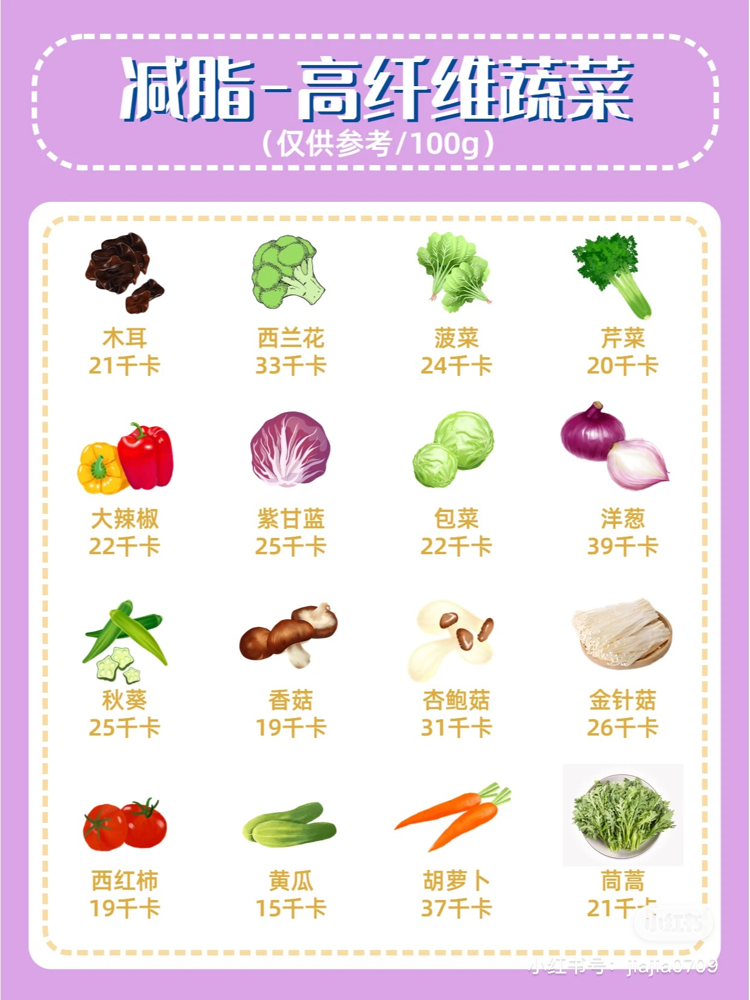 减脂-高纤维蔬菜
（仅供参考/100g）
木耳 西兰花 菠菜 芹菜
21千卡 33千卡 24千卡 20千卡
大辣椒 紫甘蓝 包菜 洋葱
22千卡 25千卡 22千卡 39千卡
秋葵 香菇 杏鲍菇 金针菇
25千卡 19千卡 31千卡 26千卡
西红柿 黄瓜 胡萝卜 茼蒿
19千卡 15千卡 37千卡 21千卡
小红书
小红书号：jiajia0709